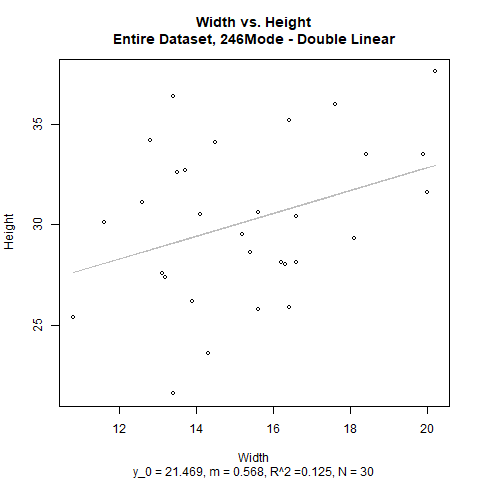 Width vs. Height
Entire Dataset, 246Mode - Double Linear
Height
35
30
25
12 14 16 18 20
Width
y_0 = 21.469, m = 0.568, R^2 =0.125, N = 30